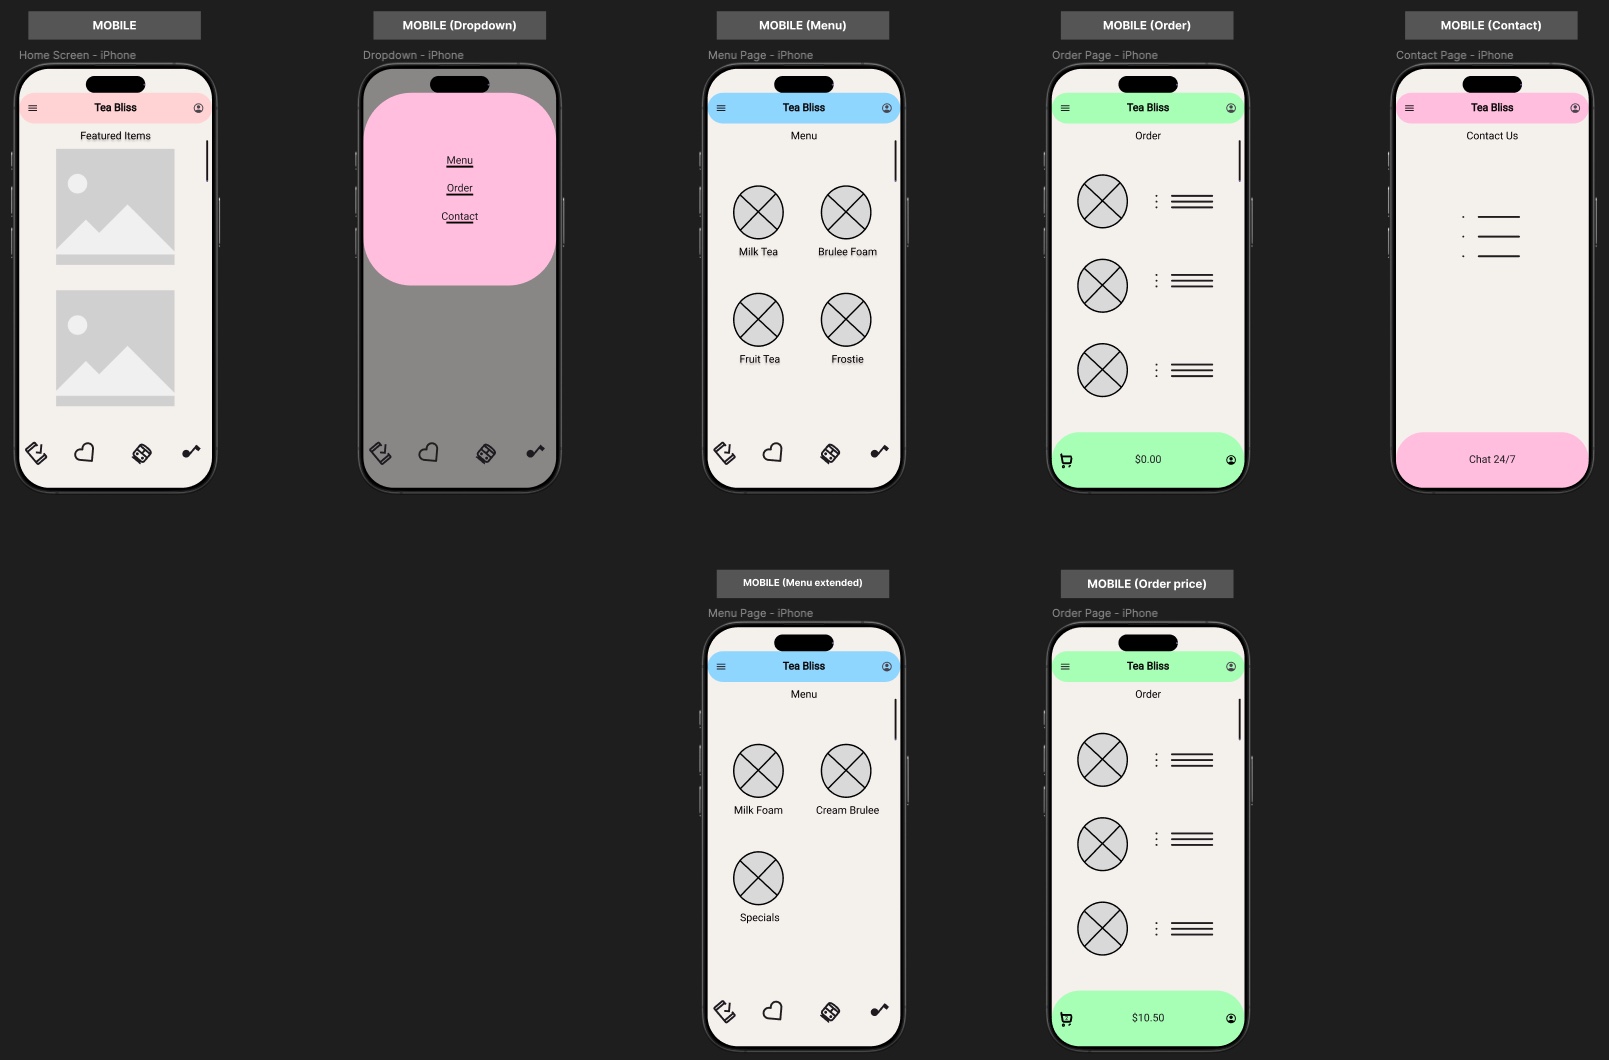 MOBILE
Home Screen - iPhone
Tea Bliss
Featured Items
MOBILE (Dropdown)
Dropdown - iPhone
Menu
Order
Contact
MOBILE (Menu)
Menu Page - iPhone
Tea Bliss
Menu
Milk Tea
Brulee Foam
Fruit Tea
Frostie
MOBILE (Order)
Order Page - iPhone
Tea Bliss
Order
$0.00
MOBILE (Contact)
Contact Page - iPhone
Tea Bliss
Contact Us
Chat 24/7
MOBILE (Menu extended)
Menu Page - iPhone
Tea Bliss
Menu
Milk Foam
Cream Brulee
Specials
MOBILE (Order price)
Order Page - iPhone
Tea Bliss
Order
$10.50